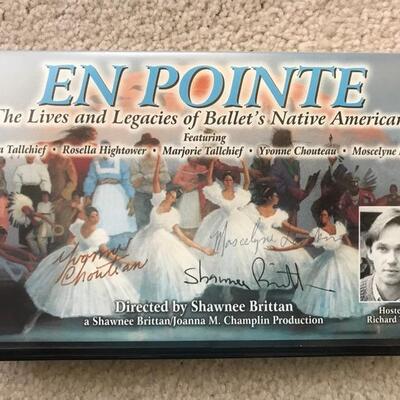 EN POINTE
The Lives and Legacies of Ballet's Native American
Featuring
Tallchief • Rosella Hightower • Marjorie Tallchief • Yvonne Chouteau • Moscelyne
Yvonne Chouteau
Moscelyne
Shawnee Brittan
Directed by Shawnee Brittan
a Shawnee Brittan/Joanna M. Champlin Production
Hoste
Richard